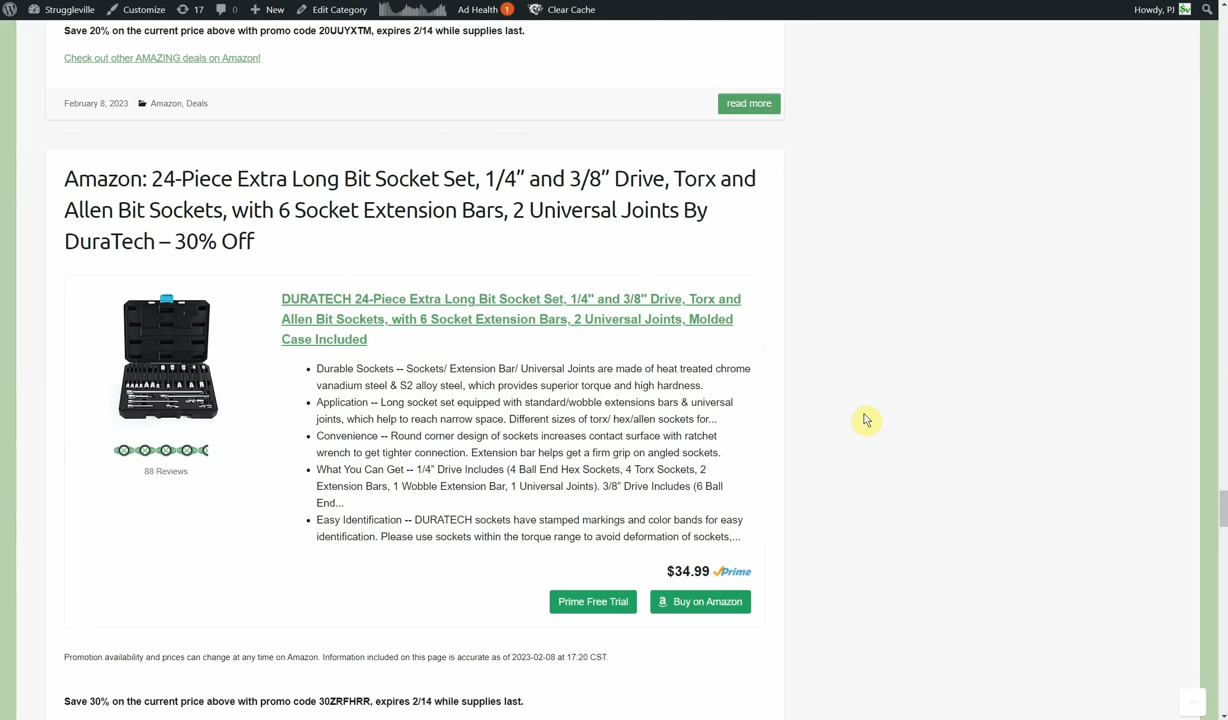 Struggleville Customize 17 0 New Edit Category Ad Health 1 Clear Cache Howdy, PJ
Save 20% on the current price above with promo code 20UUYXTM, expires 2/14 while supplies last.
Check out other AMAZING deals on Amazon!
February 8, 2023 Amazon, Deals
read more
Amazon: 24-Piece Extra Long Bit Socket Set, 1/4” and 3/8” Drive, Torx and
Allen Bit Sockets, with 6 Socket Extension Bars, 2 Universal Joints By
DuraTech – 30% Off
DURATECH 24-Piece Extra Long Bit Socket Set, 1/4" and 3/8" Drive, Torx and
Allen Bit Sockets, with 6 Socket Extension Bars, 2 Universal Joints, Molded
Case Included
• Durable Sockets -- Sockets/ Extension Bar/ Universal Joints are made of heat treated chrome
vanadium steel & S2 alloy steel, which provides superior torque and high hardness.
• Application -- Long socket set equipped with standard/wobble extensions bars & universal
joints, which help to reach narrow space. Different sizes of torx/ hex/allen sockets for...
• Convenience -- Round corner design of sockets increases contact surface with ratchet
wrench to get tighter connection. Extension bar helps get a firm grip on angled sockets.
• What You Can Get -- 1/4” Drive Includes (4 Ball End Hex Sockets, 4 Torx Sockets, 2
Extension Bars, 1 Wobble Extension Bar, 1 Universal Joints). 3/8” Drive Includes (6 Ball
End...
• Easy Identification -- DURATECH sockets have stamped markings and color bands for easy
identification. Please use sockets within the torque range to avoid deformation of sockets,...
88 Reviews
$34.99 Prime
Prime Free Trial
Buy on Amazon
Promotion availability and prices can change at any time on Amazon. Information included on this page is accurate as of 2023-02-08 at 17:20 CST.
Save 30% on the current price above with promo code 30ZRFHRR, expires 2/14 while supplies last.